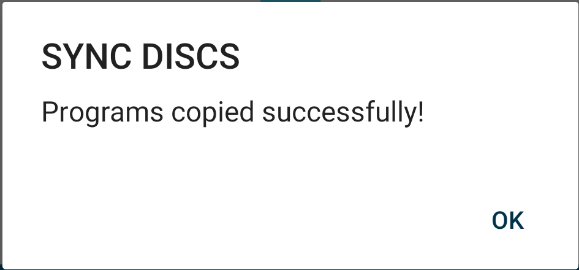 SYNC DISCS
Programs copied successfully!
OK